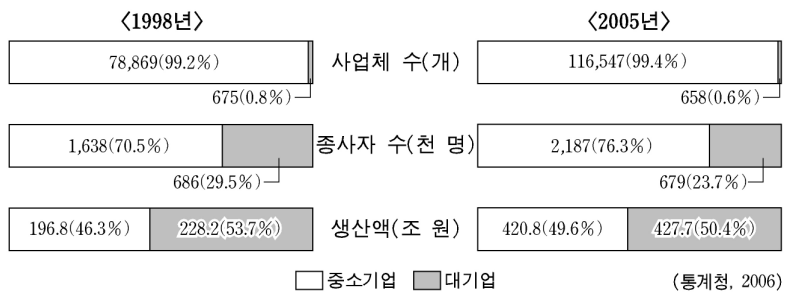 〈1998년〉 〈2005년〉
78,869(99.2%) 사업체 수(개) 116,547(99.4%)
675(0.8%) 658(0.6%)
1,638(70.5%) 종사자 수(천 명) 2,187(76.3%)
686(29.5%) 679(23.7%)
196.8(46.3%) 228.2(53.7%) 생산액(조 원) 420.8(49.6%) 427.7(50.4%)
중소기업 대기업 (통계청, 2006)